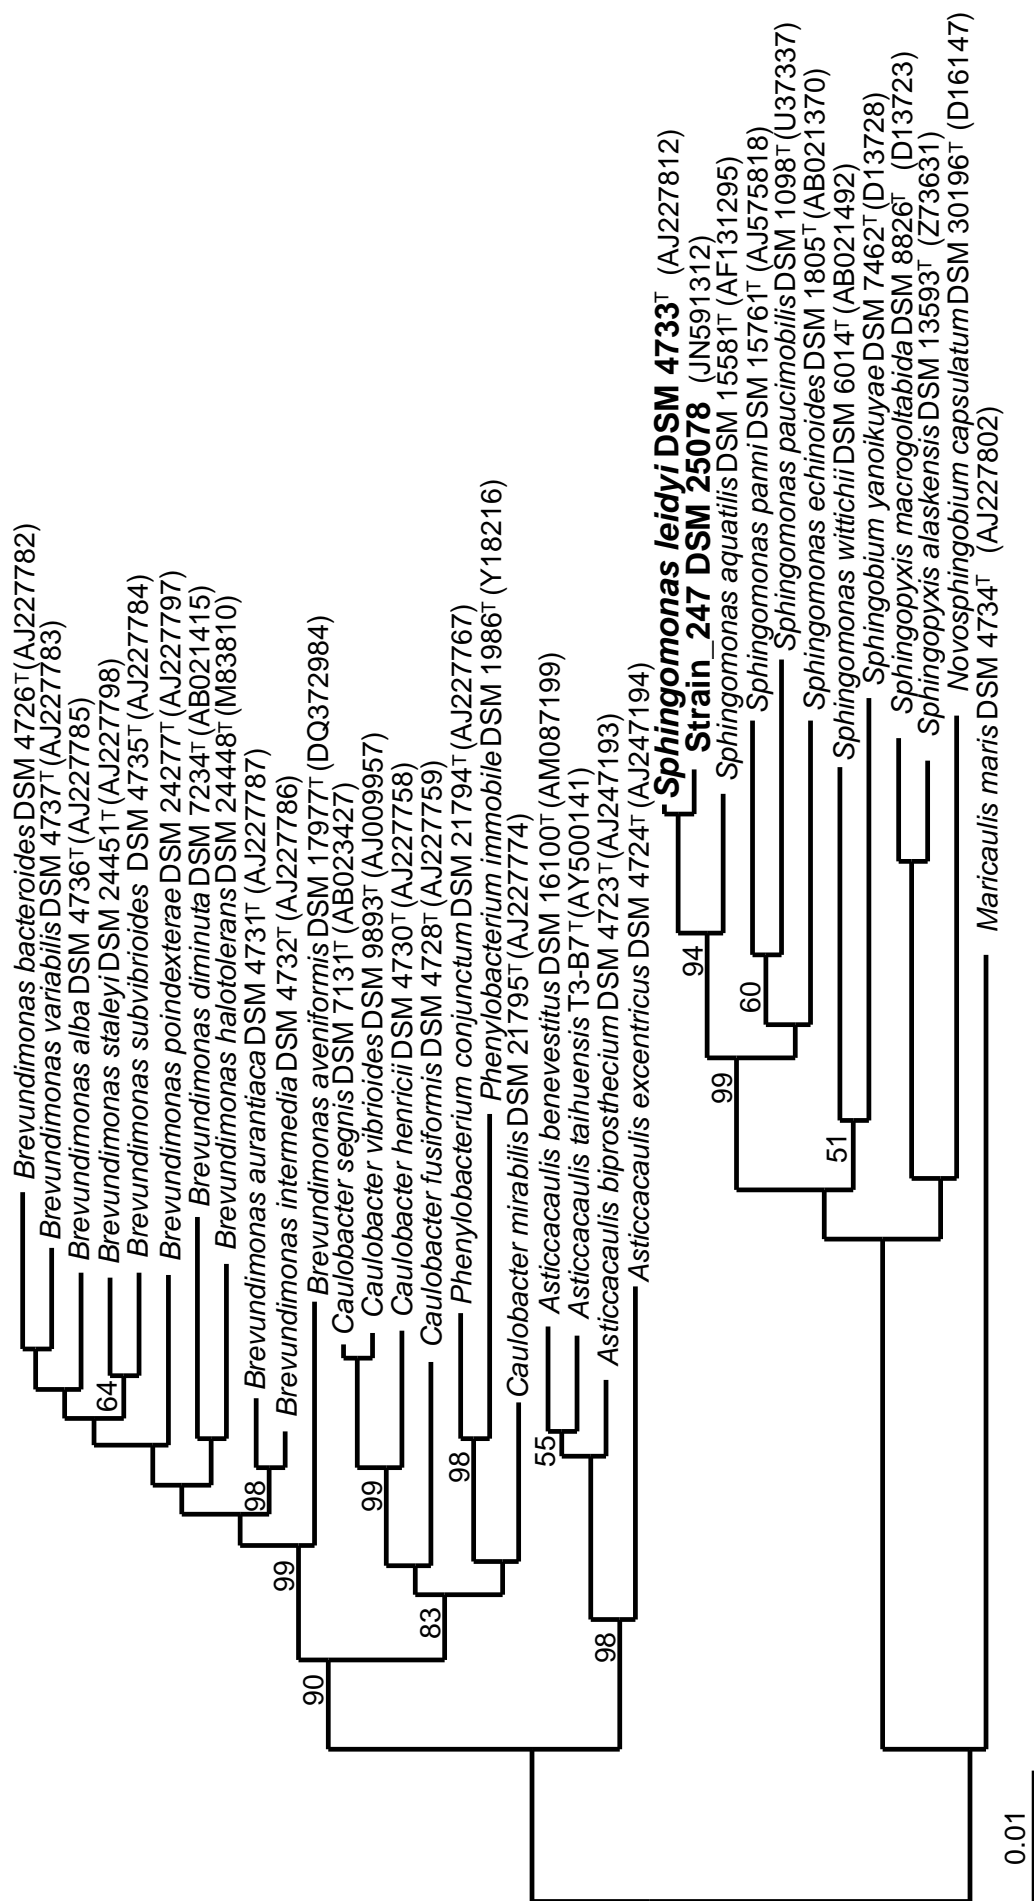 Brevundimonas bacteroides DSM 4726T (AJ227782)
Brevundimonas variabilis DSM 4737T (AJ227783)
Brevundimonas alba DSM 4736T (AJ227785)
Brevundimonas staleyi DSM 24451T (AJ227798)
Brevundimonas subvibrioides DSM 4735T (AJ227784)
Brevundimonas poindexterae DSM 24277T (AJ227797)
Brevundimonas diminuta DSM 7234T (AB021415)
Brevundimonas halotolerans DSM 24448T (M83810)
Brevundimonas aurantiaca DSM 4731T (AJ227787)
Brevundimonas intermedia DSM 4732T (AJ227786)
Brevundimonas aveniformis DSM 17977T (DQ372984)
Caulobacter segnis DSM 7131T (AB023427)
Caulobacter vibrioides DSM 9893T (AJ009957)
Caulobacter henricii DSM 4730T (AJ227758)
Caulobacter fusiformis DSM 4728T (AJ227759)
Phenylobacterium conjunctum DSM 21794T (AJ227767)
Phenylobacterium immobile DSM 1986T (Y18216)
Caulobacter mirabilis DSM 21795T (AJ227774)
Asticcacaulis benevestitus DSM 16100T (AM087199)
Asticcacaulis taihuensis T3-B7T (AY500141)
Asticcacaulis biprosthecium DSM 4723T (AJ247193)
Asticcacaulis excentricus DSM 4724T (AJ247194)
Sphingomonas leidyi DSM 4733T (AJ227812)
Strain_247 DSM 25078 (JN591312)
Sphingomonas aquatilis DSM 15581T (AF131295)
Sphingomonas panni DSM 15761T (AJ575818)
Sphingomonas paucimobilis DSM 1098T (U37337)
Sphingomonas echinoides DSM 1805T (AB021370)
Sphingomonas wittichii DSM 6014T (AB021492)
Sphingobium yanoikuyae DSM 7462T (D13728)
Sphingopyxis macrogoltabida DSM 8826T (D13723)
Sphingopyxis alaskensis DSM 13593T (Z73631)
Novosphingobium capsulatum DSM 30196T (D16147)
Maricaulis maris DSM 4734T (AJ227802)
64
98
99
99
98
83
90
55
98
94
60
99
51
0.01